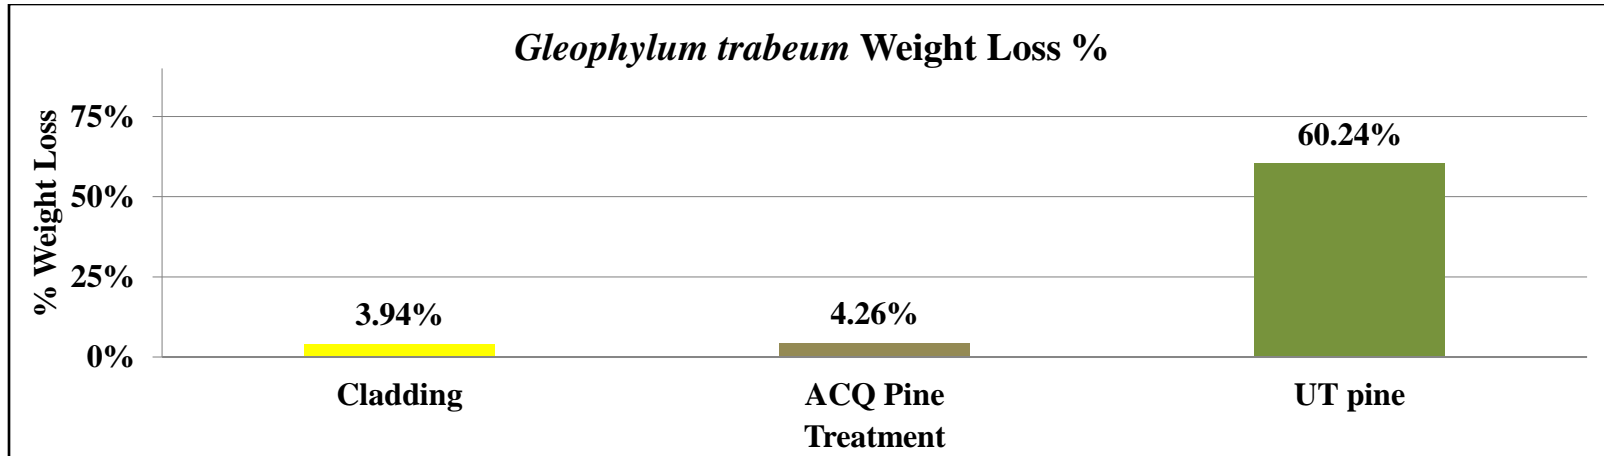 Gleophylum trabeum Weight Loss %
% Weight Loss
75%
50%
25%
0%
3.94%
4.26%
60.24%
Cladding
ACQ Pine
UT pine
Treatment